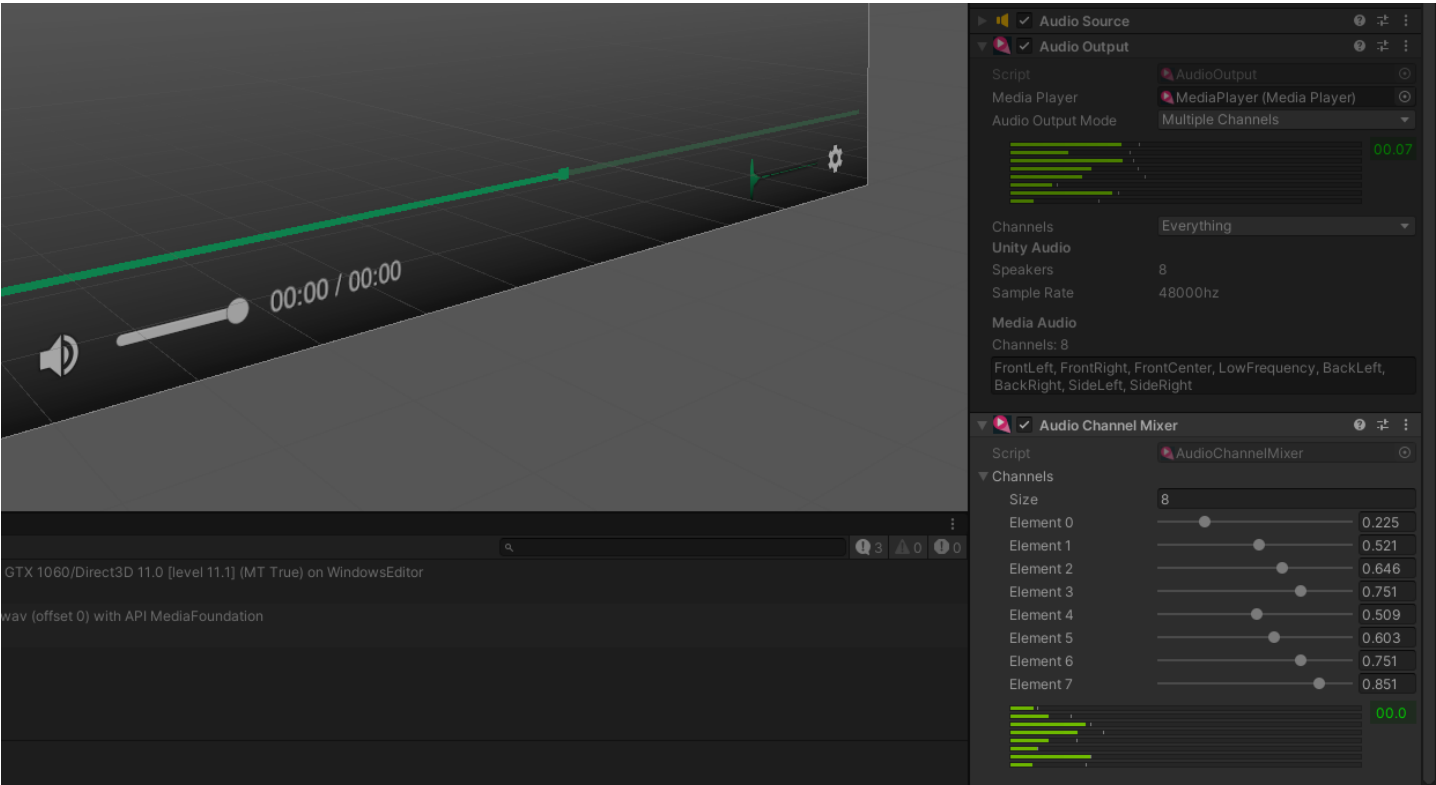 Audio Source
Audio Output
Script AudioOutput
Media Player MediaPlayer (Media Player)
Audio Output Mode Multiple Channels
00.07
Channels Everything
Unity Audio
Speakers 8
Sample Rate 48000hz
Media Audio
Channels: 8
FrontLeft, FrontRight, FrontCenter, LowFrequency, BackLeft,
BackRight, SideLeft, SideRight
Audio Channel Mixer
Script AudioChannelMixer
Channels
Size 8
Element 0 0.225
Element 1 0.521
Element 2 0.646
Element 3 0.751
Element 4 0.509
Element 5 0.603
Element 6 0.751
Element 7 0.851
00.0
00:00 / 00:00
3 0 0
GTX 1060/Direct3D 11.0 [level 11.1] (MT True) on WindowsEditor
wav (offset 0) with API MediaFoundation